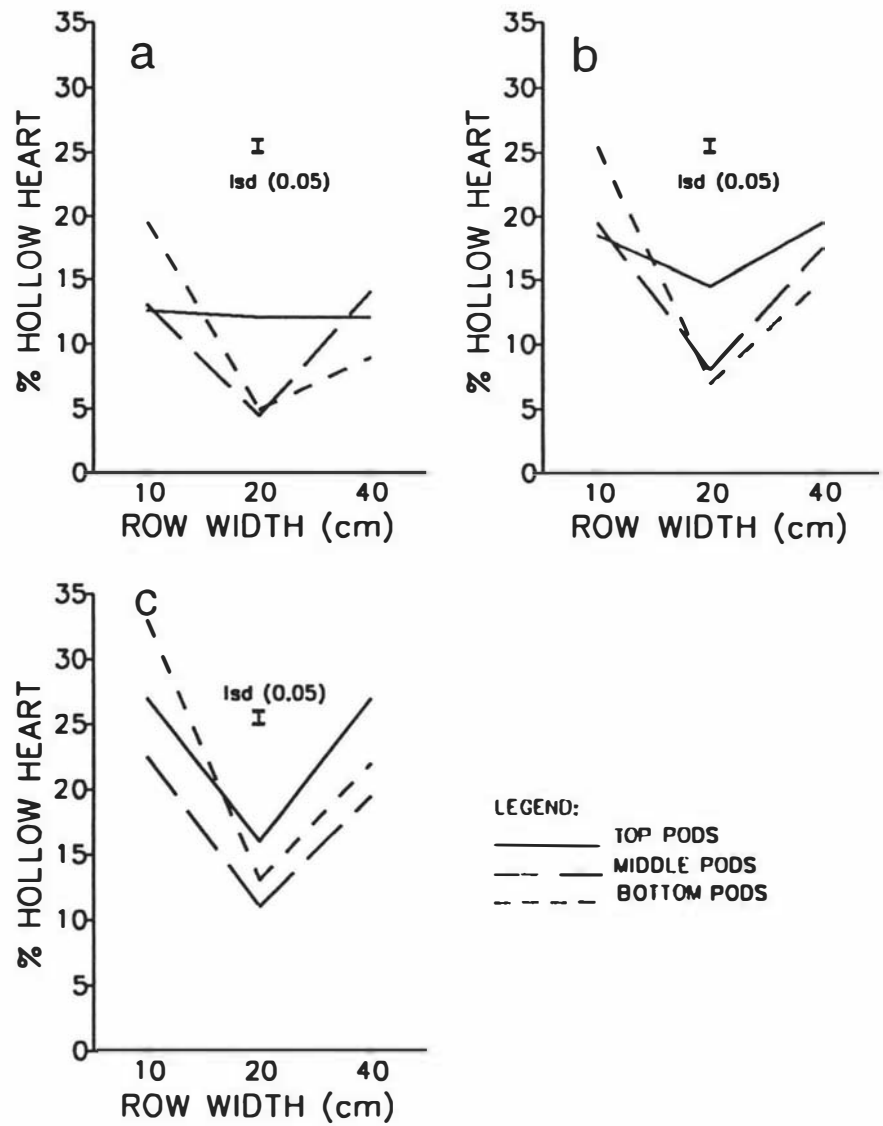 a
% HOLLOW HEART
35
30
25
20
15
10
5
0
lsd (0.05)
10 20 40
ROW WIDTH (cm)
b
% HOLLOW HEART
35
30
25
20
15
10
5
0
lsd (0.05)
10 20 40
ROW WIDTH (cm)
c
% HOLLOW HEART
35
30
25
20
15
10
5
0
lsd (0.05)
10 20 40
ROW WIDTH (cm)
LEGEND:
TOP PODS
MIDDLE PODS
BOTTOM PODS